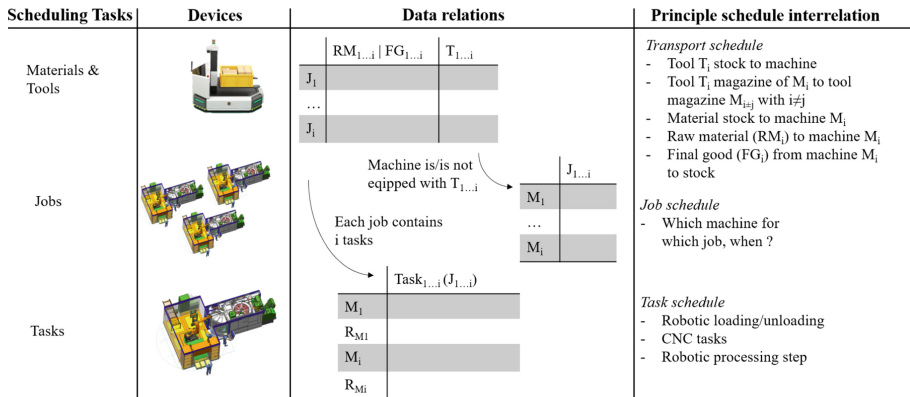 Scheduling Tasks
Devices
Data relations
Principle schedule interrelation
Materials &
Tools
RM1...i | FG1...i
T1...i
J1
...
Ji
Transport schedule
- Tool Ti stock to machine
- Tool Ti magazine of Mi to tool
magazine Mi±j with i≠j
- Material stock to machine Mi
- Raw material (RMi) to machine Mi
- Final good (FGi) from machine Mi
to stock
Jobs
Machine is/is not
eqipped with T1...i
J1...i
M1
...
Mi
Each job contains
i tasks
Job schedule
- Which machine for
which job, when ?
Tasks
Task1...i (J1...i)
M1
RM1
Mi
RMi
Task schedule
- Robotic loading/unloading
- CNC tasks
- Robotic processing step